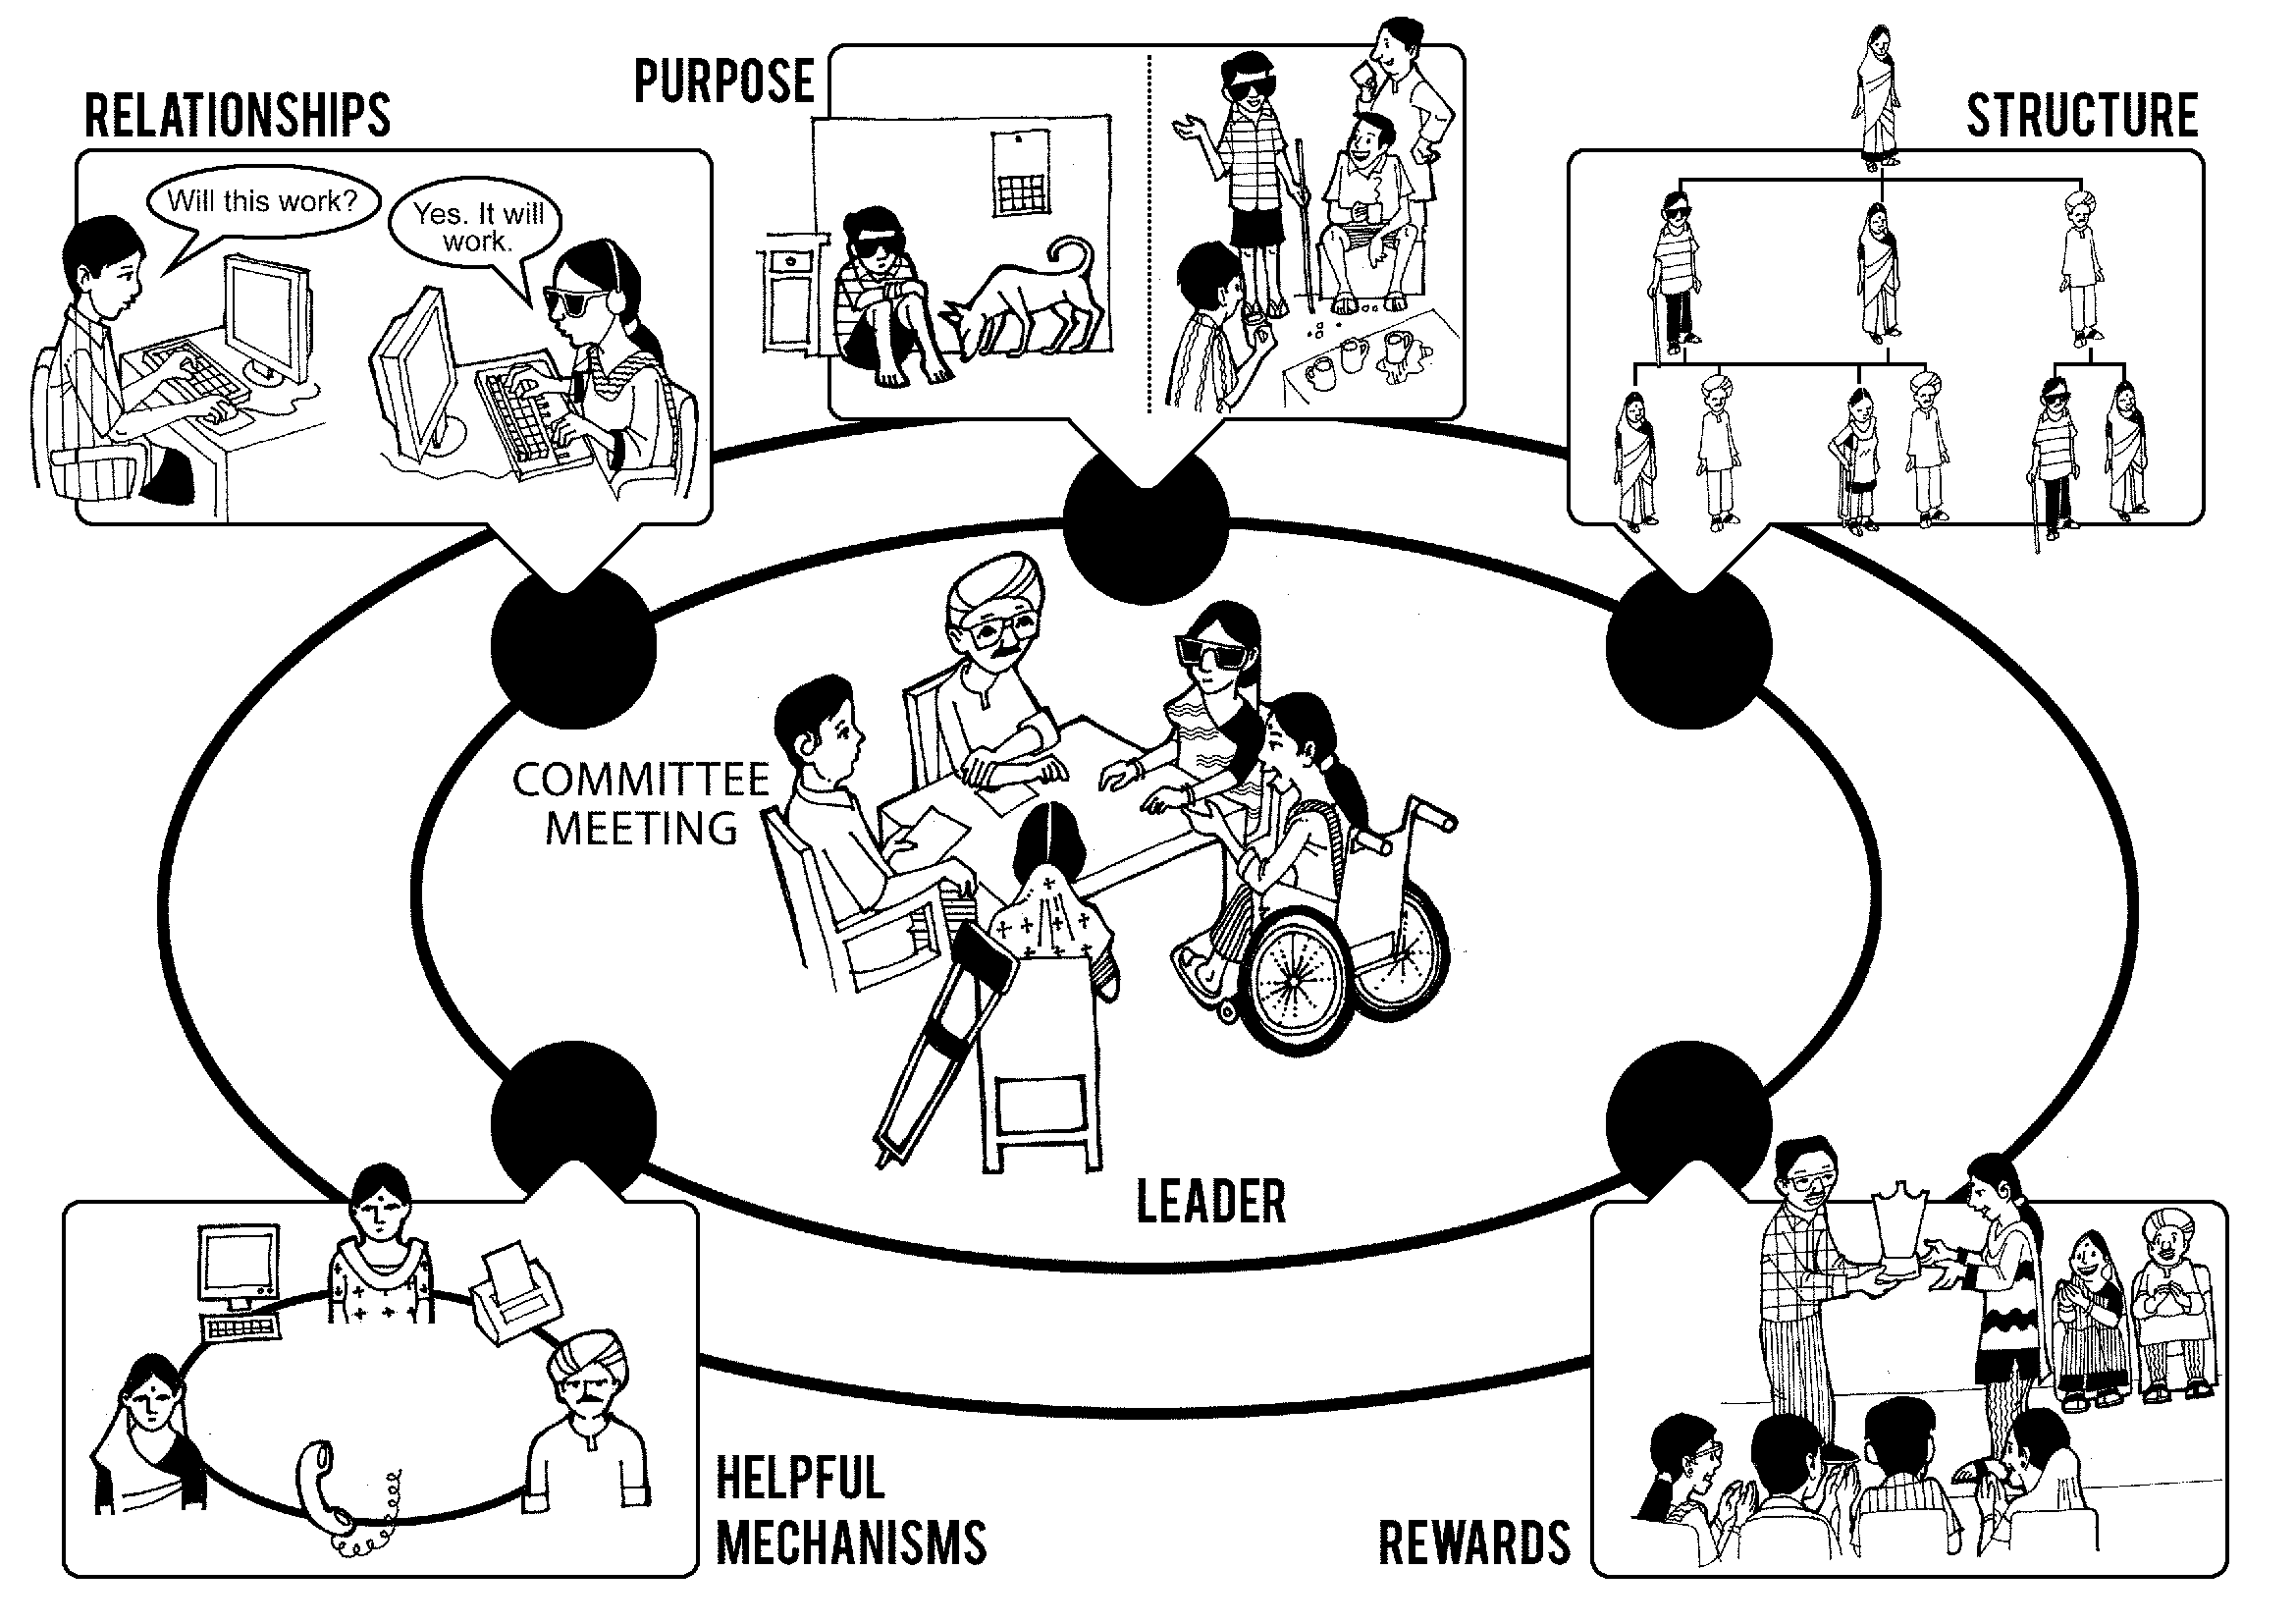 RELATIONSHIPS
PURPOSE
STRUCTURE
Will this work?
Yes. It will
work.
COMMITTEE
MEETING
LEADER
HELPFUL
MECHANISMS
REWARDS